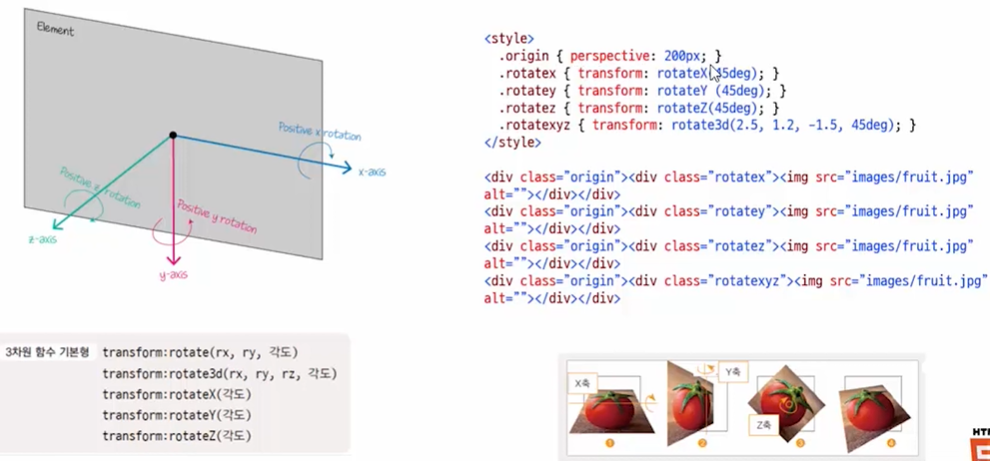 Element
Positive x rotation
x-axis
Positive z rotation
z-axis
Positive y rotation
y-axis
3차원 함수 기본형
transform:rotate(rx, ry, 각도)
transform:rotate3d(rx, ry, rz, 각도)
transform:rotateX(각도)
transform:rotateY(각도)
transform:rotateZ(각도)
<style>
.origin { perspective: 200px; }
.rotatex { transform: rotateX(45deg); }
.rotatey { transform: rotateY (45deg); }
.rotatez { transform: rotateZ(45deg); }
.rotatexyz { transform: rotate3d(2.5, 1.2, -1.5, 45deg); }
</style>
<div class="origin"><div class="rotatex"><img src="images/fruit.jpg"
alt=""></div></div>
<div class="origin"><div class="rotatey"><img src="images/fruit.jpg"
alt=""></div></div>
<div class="origin"><div class="rotatez"><img src="images/fruit.jpg"
alt=""></div></div>
<div class="origin"><div class="rotatexyz"><img src="images/fruit.jpg"
alt=""></div></div>
X축
Y축
Z축
1 2 3 4